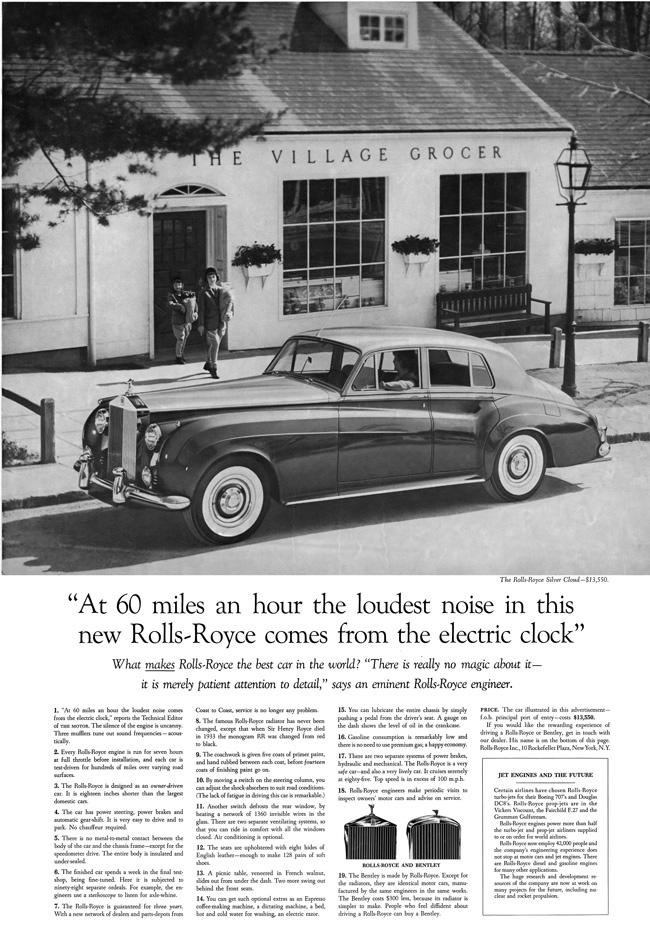 THE VILLAGE GROCER
The Rolls-Royce Silver Cloud—$13,550.
“At 60 miles an hour the loudest noise in this
new Rolls-Royce comes from the electric clock”
What makes Rolls-Royce the best car in the world? “There is really no magic about it—
it is merely patient attention to detail,” says an eminent Rolls-Royce engineer.
1. “At 60 miles an hour the loudest noise comes
from the electric clock,” reports the Technical Editor
of THE MOTOR. The silence of the engine is uncanny.
Three mufflers tune out sound frequencies—acous-
tically.
2. Every Rolls-Royce engine is run for seven hours
at full throttle before installation, and each car is
test-driven for hundreds of miles over varying road
surfaces.
3. The Rolls-Royce is designed as an owner-driven
car. It is eighteen inches shorter than the largest
domestic cars.
4. The car has power steering, power brakes and
automatic gear-shift. It is very easy to drive and to
park. No chauffeur required.
5. There is no metal-to-metal contact between the
body of the car and the chassis frame—except for the
speedometer drive. The entire body is insulated and
under-sealed.
6. The finished car spends a week in the final test-
shop, being fine-tuned. Here it is subjected to
ninety-eight separate ordeals. For example, the en-
gineers use a stethoscope to listen for axle-whine.
7. The Rolls-Royce is guaranteed for three years.
With a new network of dealers and parts-depots from
Coast to Coast, service is no longer any problem.
8. The famous Rolls-Royce radiator has never been
changed, except that when Sir Henry Royce died
in 1933 the monogram RR was changed from red
to black.
9. The coachwork is given five coats of primer paint,
and hand rubbed between each coat, before fourteen
coats of finishing paint go on.
10. By moving a switch on the steering column, you
can adjust the shock-absorbers to suit road conditions.
(The lack of fatigue in driving this car is remarkable.)
11. Another switch defrosts the rear window, by
heating a network of 1360 invisible wires in the
glass. There are two separate ventilating systems, so
that you can ride in comfort with all the windows
closed. Air conditioning is optional.
12. The seats are upholstered with eight hides of
English leather—enough to make 128 pairs of soft
shoes.
13. A picnic table, veneered in French walnut,
slides out from under the dash. Two more swing out
behind the front seats.
14. You can get such optional extras as an Espresso
coffee-making machine, a dictating machine, a bed,
hot and cold water for washing, an electric razor.
15. You can lubricate the entire chassis by simply
pushing a pedal from the driver's seat. A gauge on
the dash shows the level of oil in the crankcase.
16. Gasoline consumption is remarkably low and
there is no need to use premium gas; a happy economy.
17. There are two separate systems of power brakes,
hydraulic and mechanical. The Rolls-Royce is a very
safe car—and also a very lively car. It cruises serenely
at eighty-five. Top speed is in excess of 100 m.p.h.
18. Rolls-Royce engineers make periodic visits to
inspect owners' motor cars and advise on service.
ROLLS-ROYCE AND BENTLEY
19. The Bentley is made by Rolls-Royce. Except for
the radiators, they are identical motor cars, manu-
factured by the same engineers in the same works.
The Bentley costs $300 less, because its radiator is
simpler to make. People who feel diffident about
driving a Rolls-Royce can buy a Bentley.
PRICE. The car illustrated in this advertisement—
f.o.b. principal port of entry—costs $13,550.
If you would like the rewarding experience of
driving a Rolls-Royce or Bentley, get in touch with
our dealer. His name is on the bottom of this page.
Rolls-Royce Inc., 10 Rockefeller Plaza, New York, N.Y.
JET ENGINES AND THE FUTURE
Certain airlines have chosen Rolls-Royce
turbo-jets for their Boeing 707's and Douglas
DC8's. Rolls-Royce prop-jets are in the
Vickers Viscount, the Fairchild F.27 and the
Grumman Gulfstream.
Rolls-Royce engines power more than half
the turbo-jet and prop-jet airliners supplied
to or on order for world airlines.
Rolls-Royce now employ 42,000 people and
the company's engineering experience does
not stop at motor cars and jet engines. There
are Rolls-Royce diesel and gasoline engines
for many other applications.
The huge research and development re-
sources of the company are now at work on
many projects for the future, including nu-
clear and rocket propulsion.